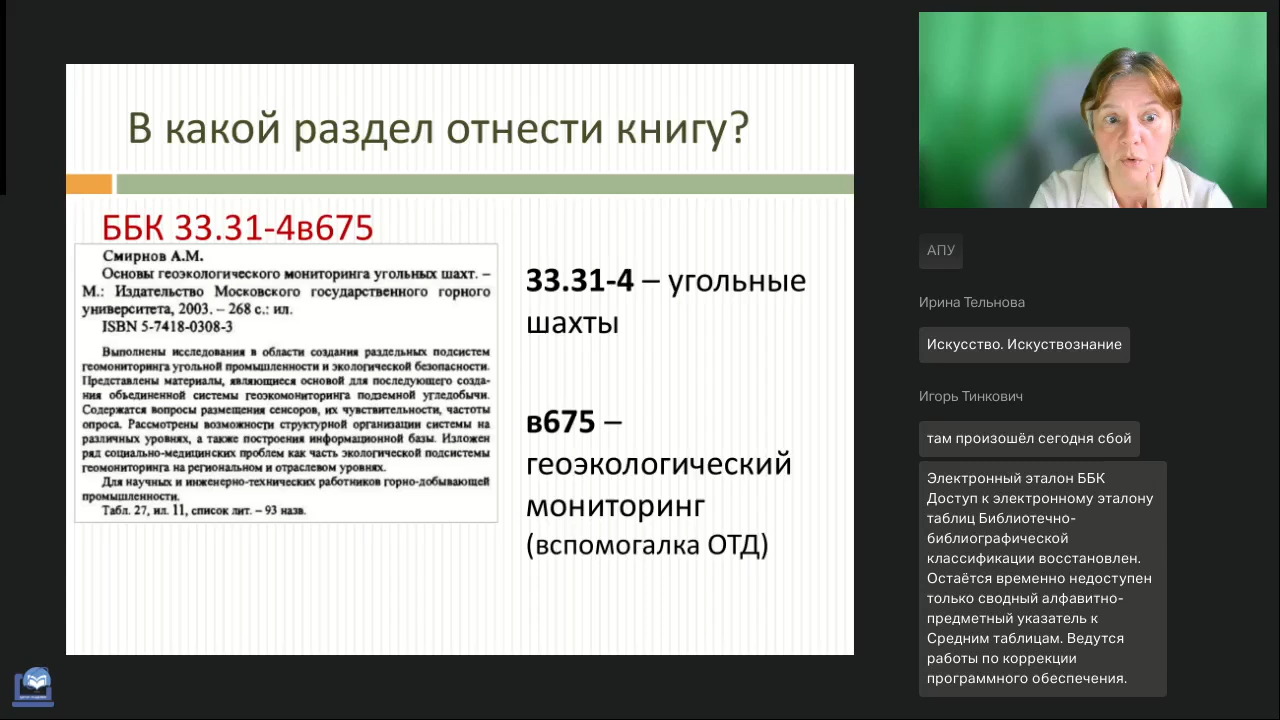 В какой раздел отнести книгу?
ББК 33.31-4в675
Смирнов А.М.
Основы геоэкологического мониторинга угольных шахт. –
М.: Издательство Московского государственного горного
университета, 2003. – 268 с.: ил.
ISBN 5-7418-0308-3
Выполнены исследования в области создания раздельных подсистем
геомониторинга угольной промышленности и экологической безопасности.
Представлены материалы, являющиеся основой для последующего созда-
ния объединенной системы геоэкомониторинга подземной угледобычи.
Содержатся вопросы размещения сенсоров, их чувствительности, частоты
опроса. Рассмотрены возможности структурной организации системы на
различных уровнях, а также построения информационной базы. Изложен
ряд социально-медицинских проблем как часть экологической подсистемы
геомониторинга на региональном и отраслевом уровнях.
Для научных и инженерно-технических работников горно-добывающей
промышленности.
Табл. 27, ил. 11, список лит. – 93 назв.
33.31-4 – угольные
шахты
в675 –
геоэкологический
мониторинг
(вспомогалка ОТД)
АПУ
Ирина Тельнова
Искусство. Искуствознание
Игорь Тинкович
там произошёл сегодня сбой
Электронный эталон ББК
Доступ к электронному эталону
таблиц Библиотечно-
библиографической
классификации восстановлен.
Остаётся временно недоступен
только сводный алфавитно-
предметный указатель к
Средним таблицам. Ведутся
работы по коррекции
программного обеспечения.